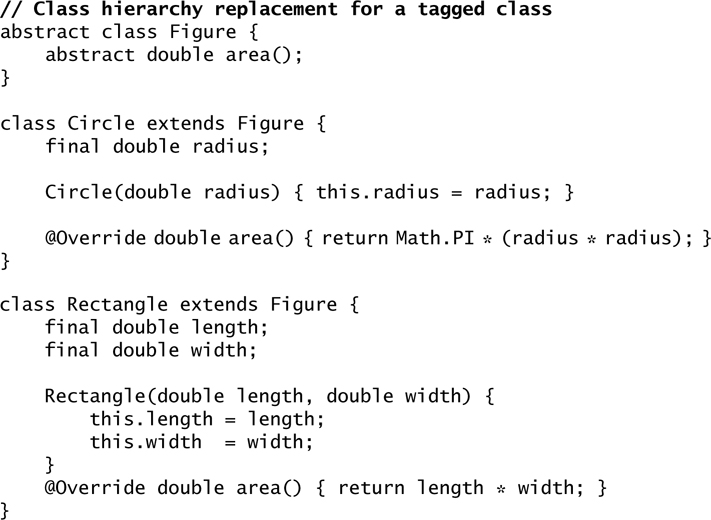 // Class hierarchy replacement for a tagged class
abstract class Figure {
    abstract double area();
}

class Circle extends Figure {
    final double radius;

    Circle(double radius) { this.radius = radius; }

    @Override double area() { return Math.PI * (radius * radius); }
}

class Rectangle extends Figure {
    final double length;
    final double width;

    Rectangle(double length, double width) {
        this.length = length;
        this.width  = width;
    }
    @Override double area() { return length * width; }
}